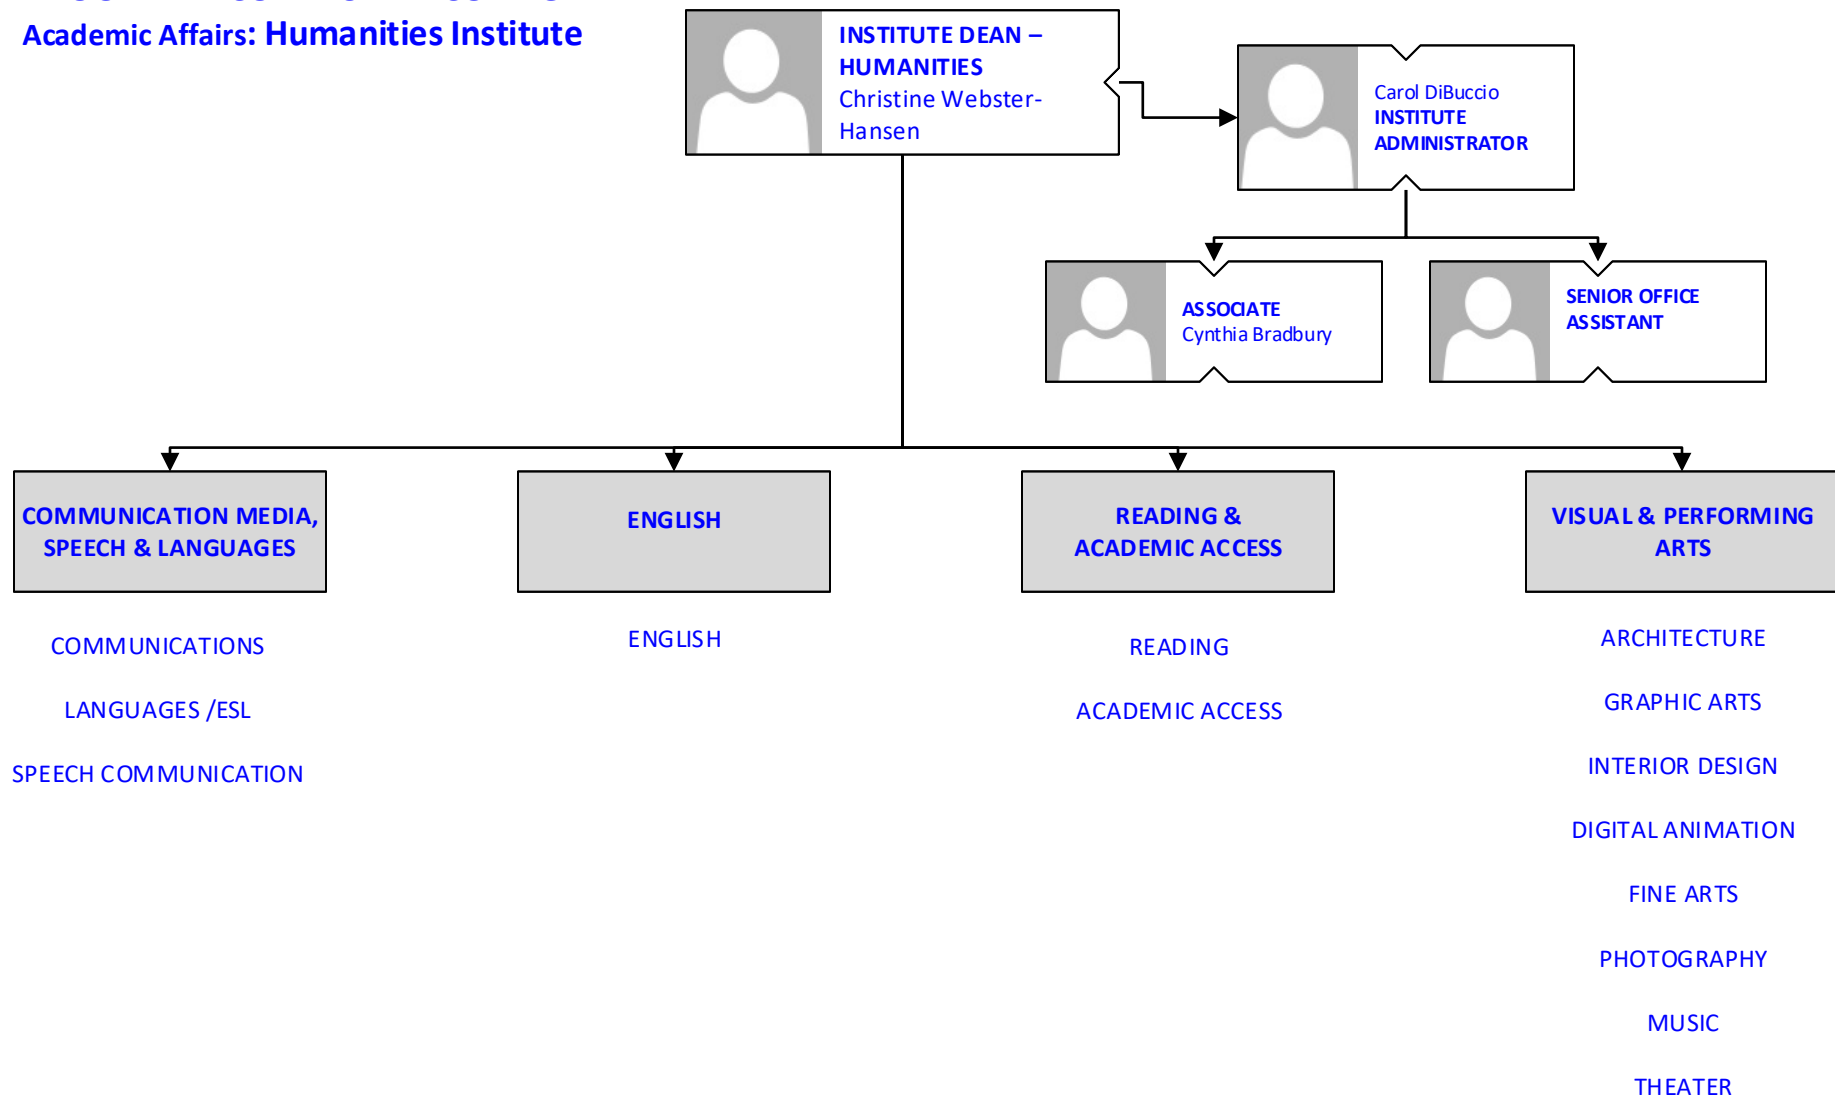 Academic Affairs: Humanities Institute
INSTITUTE DEAN –
HUMANITIES
Christine Webster-
Hansen
Carol DiBuccio
INSTITUTE
ADMINISTRATOR
ASSOCIATE
Cynthia Bradbury
SENIOR OFFICE
ASSISTANT
COMMUNICATION MEDIA,
SPEECH & LANGUAGES
COMMUNICATIONS
LANGUAGES /ESL
SPEECH COMMUNICATION
ENGLISH
ENGLISH
READING &
ACADEMIC ACCESS
READING
ACADEMIC ACCESS
VISUAL & PERFORMING
ARTS
ARCHITECTURE
GRAPHIC ARTS
INTERIOR DESIGN
DIGITAL ANIMATION
FINE ARTS
PHOTOGRAPHY
MUSIC
THEATER